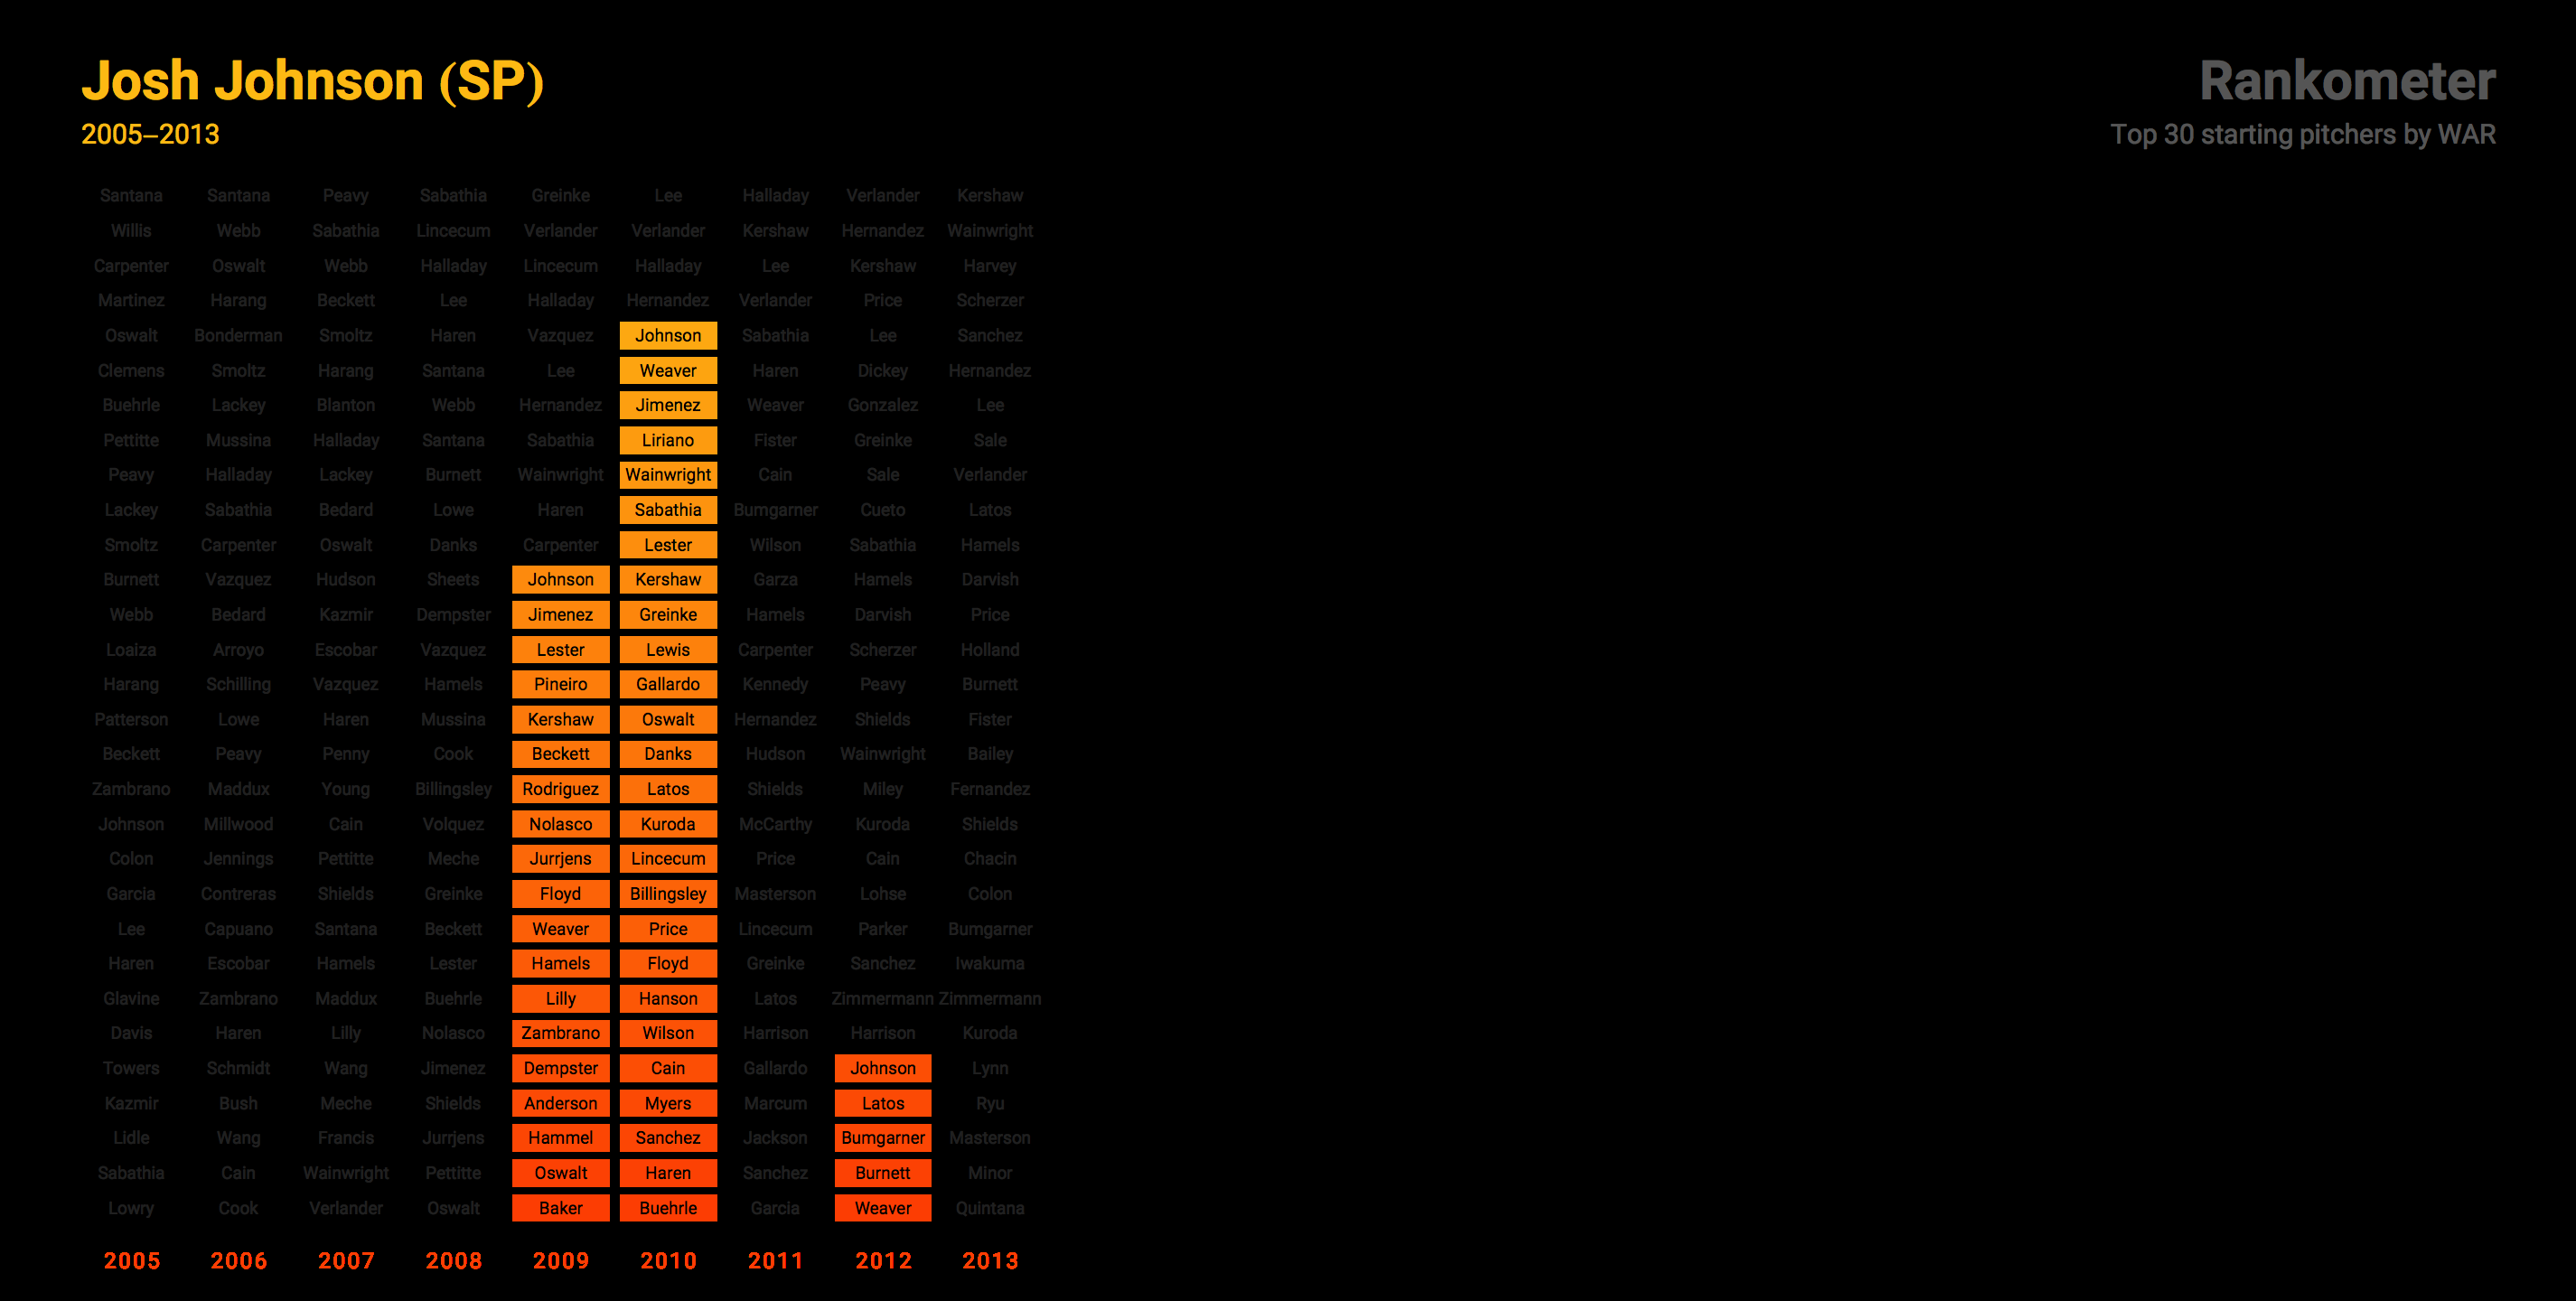 Josh Johnson (SP)
2005–2013
Rankometer
Top 30 starting pitchers by WAR
Santana Santana Peavy Sabathia Greinke Lee Halladay Verlander Kershaw
Willis Webb Sabathia Lincecum Verlander Verlander Kershaw Hernandez Wainwright
Carpenter Oswalt Webb Halladay Lincecum Halladay Lee Kershaw Harvey
Martinez Harang Beckett Lee Halladay Hernandez Verlander Price Scherzer
Oswalt Bonderman Smoltz Haren Vazquez Johnson Sabathia Lee Sanchez
Clemens Smoltz Harang Santana Lee Weaver Haren Dickey Hernandez
Buehrle Lackey Blanton Webb Hernandez Jimenez Weaver Gonzalez Lee
Pettitte Mussina Halladay Santana Sabathia Liriano Fister Greinke Sale
Peavy Halladay Lackey Burnett Wainwright Wainwright Cain Sale Verlander
Lackey Sabathia Bedard Lowe Haren Sabathia Bumgarner Cueto Latos
Smoltz Carpenter Oswalt Danks Carpenter Lester Wilson Sabathia Hamels
Burnett Vazquez Hudson Sheets Johnson Kershaw Garza Hamels Darvish
Webb Bedard Kazmir Dempster Jimenez Greinke Hamels Darvish Price
Loaiza Arroyo Escobar Vazquez Lester Lewis Carpenter Scherzer Holland
Harang Schilling Vazquez Hamels Pineiro Gallardo Kennedy Peavy Burnett
Patterson Lowe Haren Mussina Kershaw Oswalt Hernandez Shields Fister
Beckett Peavy Penny Cook Beckett Danks Hudson Wainwright Bailey
Zambrano Maddux Young Billingsley Rodriguez Latos Shields Miley Fernandez
Johnson Millwood Cain Volquez Nolasco Kuroda McCarthy Kuroda Shields
Colon Jennings Pettitte Meche Jurrjens Lincecum Price Cain Chacin
Garcia Contreras Shields Greinke Floyd Billingsley Masterson Lohse Colon
Lee Capuano Santana Beckett Weaver Price Lincecum Parker Bumgarner
Haren Escobar Hamels Lester Hamels Floyd Greinke Sanchez Iwakuma
Glavine Zambrano Maddux Buehrle Lilly Hanson Latos Zimmermann Zimmermann
Davis Haren Lilly Nolasco Zambrano Wilson Harrison Harrison Kuroda
Towers Schmidt Wang Jimenez Dempster Cain Gallardo Johnson Lynn
Kazmir Bush Meche Shields Anderson Myers Marcum Latos Ryu
Lidle Wang Francis Jurrjens Hammel Sanchez Jackson Bumgarner Masterson
Sabathia Cain Wainwright Pettitte Oswalt Haren Sanchez Burnett Minor
Lowry Cook Verlander Oswalt Baker Buehrle Garcia Weaver Quintana
2005 2006 2007 2008 2009 2010 2011 2012 2013